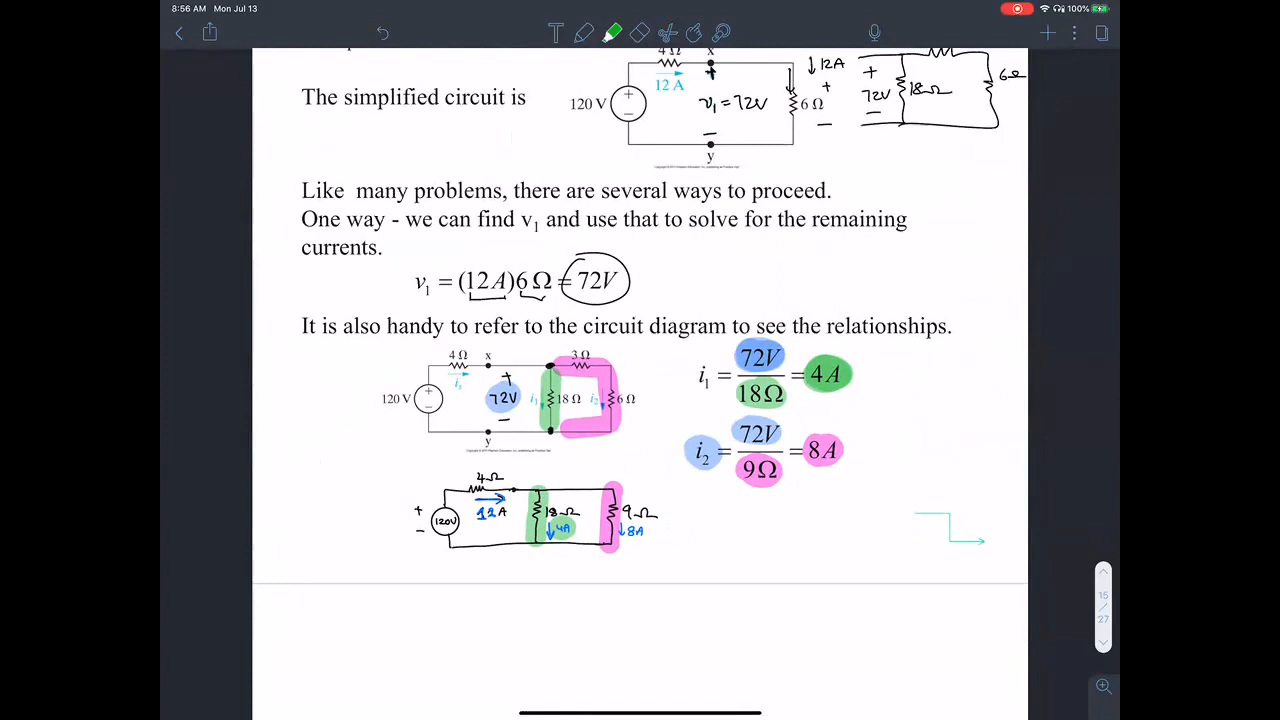 8:56 AM Mon Jul 13
100%
4 Ω
x
12 A
120 V
v₁ = 72V
6 Ω
y
12A
72V
18Ω
6Ω
The simplified circuit is
Like many problems, there are several ways to proceed.
One way - we can find v₁ and use that to solve for the remaining
currents.
v₁ = (12A)6 Ω = 72V
It is also handy to refer to the circuit diagram to see the relationships.
4 Ω
x
3 Ω
120 V
72V
i₁
18 Ω
i₂
6 Ω
y
i₁ = 72V / 18Ω = 4A
i₂ = 72V / 9Ω = 8A
4Ω
120V
12A
18Ω
4A
9Ω
8A
15
/
27